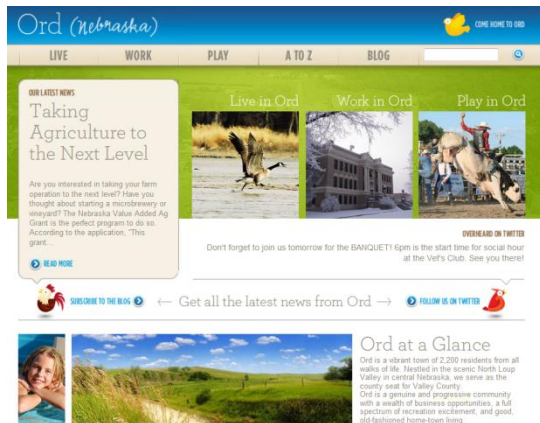 Ord (Nebraska)
COME HOME TO ORD
LIVE WORK PLAY A TO Z BLOG
OUR LATEST NEWS
Taking
Agriculture to
the Next Level
Are you interested in taking your farm
operation to the next level? Have you
thought about starting a microbrewery or
vineyard? The Nebraska Value Added Ag
Grant is the perfect program to do so.
According to the application, "This
grant...
READ MORE
Live in Ord
Work in Ord
Play in Ord
OVERHEARD ON TWITTER
Don't forget to join us tomorrow for the BANQUET! 6pm is the start time for social hour
at the Vet's Club. See you there!
SUBSCRIBE TO THE BLOG
← Get all the latest news from Ord →
FOLLOW US ON TWITTER
Ord at a Glance
Ord is a vibrant town of 2,200 residents from all
walks of life. Nestled in the scenic North Loup
Valley in central Nebraska, we serve as the
county seat for Valley County.
Ord is a genuine and progressive community
with a wealth of business opportunities, a full
spectrum of recreation excitement, and good,
old-fashioned home-town living.